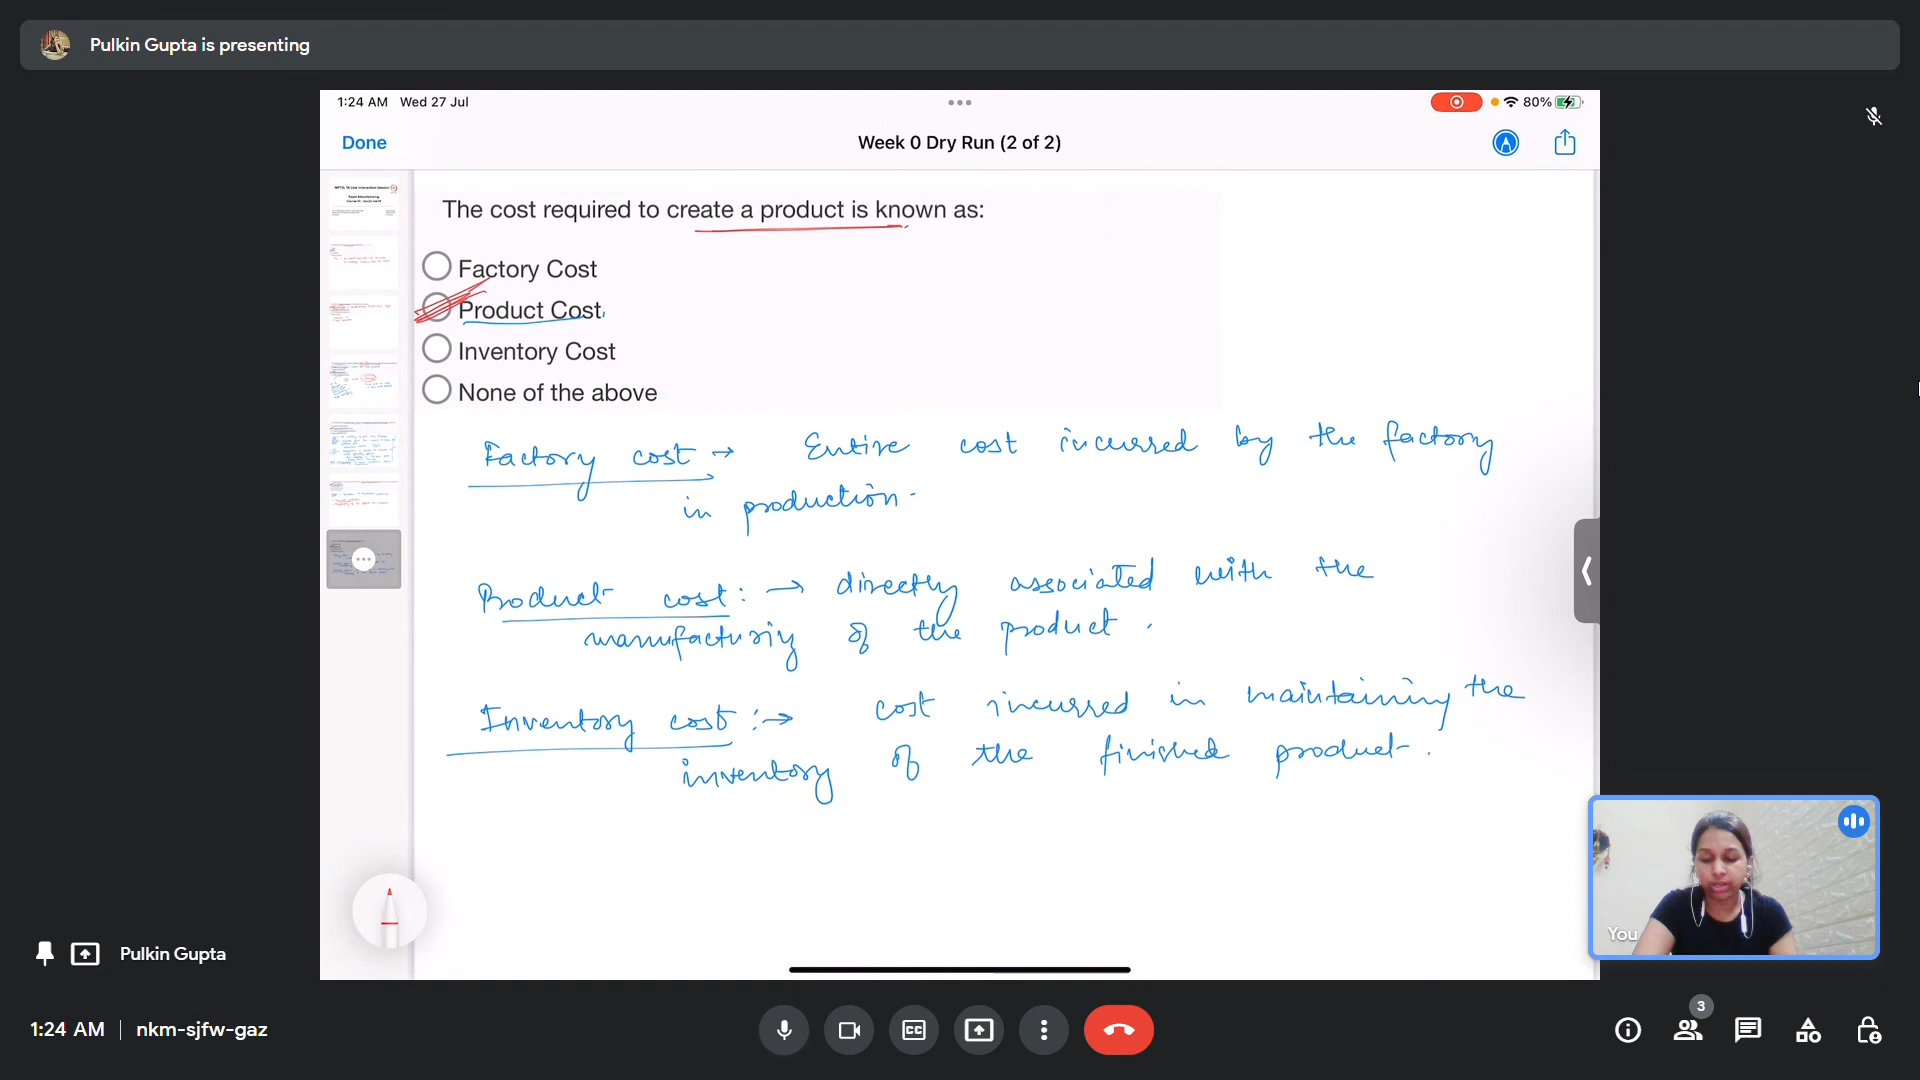 Pulkin Gupta is presenting
1:24 AM Wed 27 Jul
80%
Done
Week 0 Dry Run (2 of 2)
The cost required to create a product is known as:
Factory Cost
Product Cost
Inventory Cost
None of the above
Factory cost → Entire cost incurred by the factory
in production.
Product cost: → directly associated with the
manufacturing of the product.
Inventory cost :→ cost incurred in maintaining the
inventory of the finished product.
You
Pulkin Gupta
1:24 AM | nkm-sjfw-gaz
CC
3